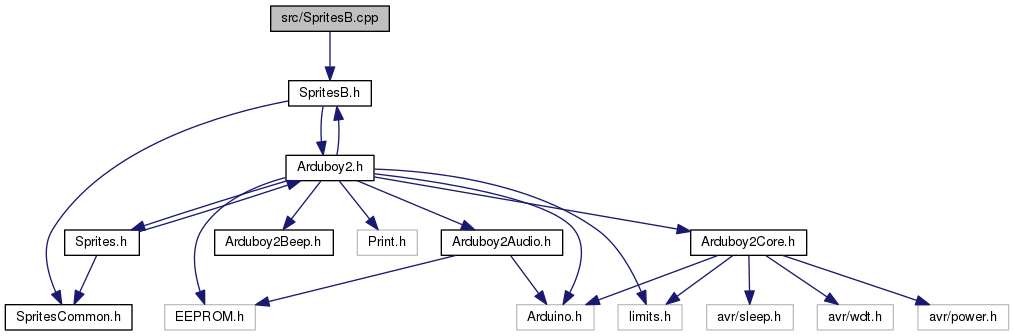 src/SpritesB.cpp
SpritesB.h
Arduboy2.h
Sprites.h
Arduboy2Beep.h
Print.h
Arduboy2Audio.h
Arduboy2Core.h
SpritesCommon.h
EEPROM.h
Arduino.h
limits.h
avr/sleep.h
avr/wdt.h
avr/power.h